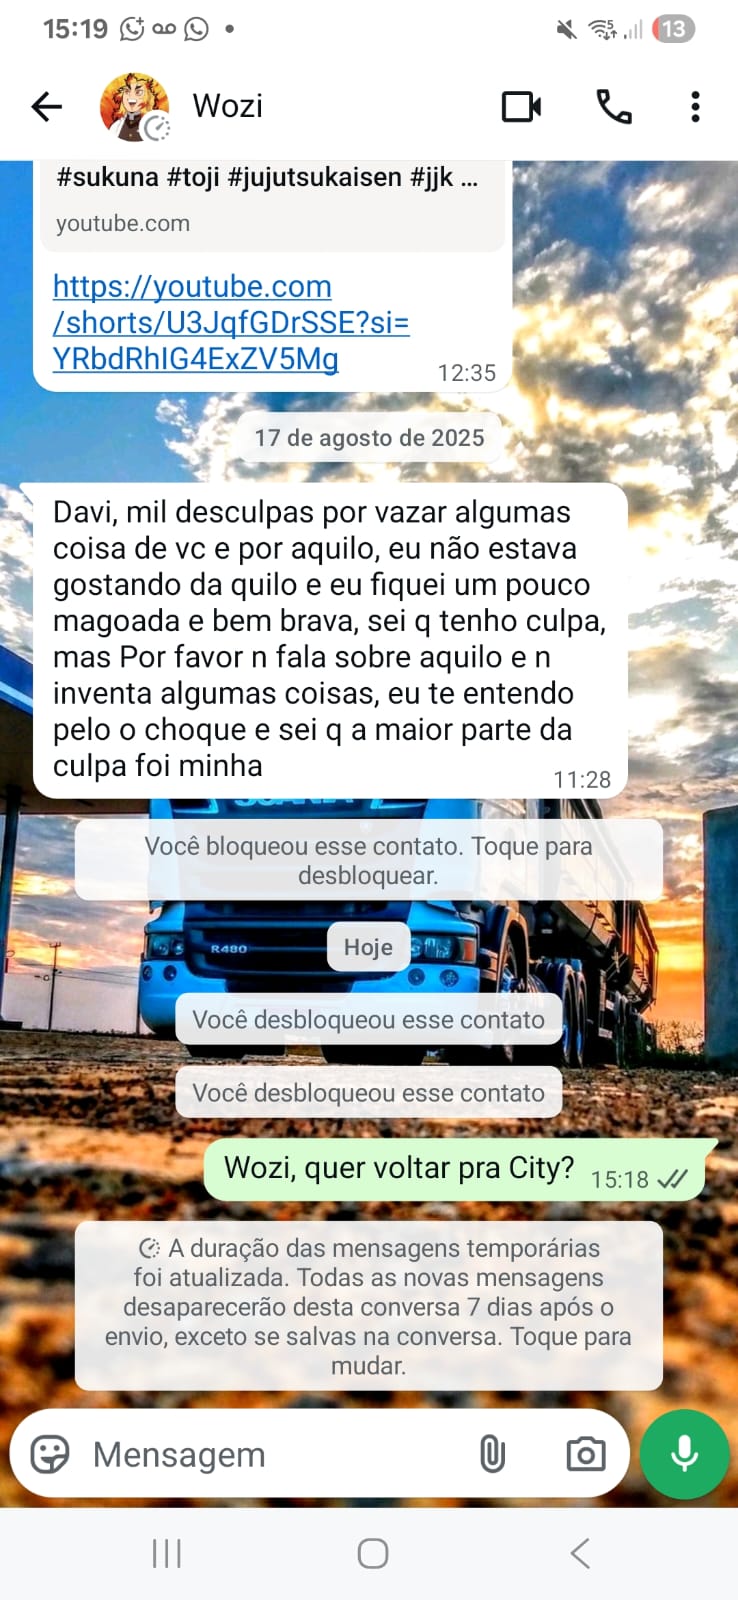 15:19
13
Wozi
#sukuna #toji #jujutsukaisen #jjk ...
youtube.com
https://youtube.com
/shorts/U3JqfGDrSSE?si=
YRbdRhIG4ExZV5Mg
12:35
17 de agosto de 2025
Davi, mil desculpas por vazar algumas
coisa de vc e por aquilo, eu não estava
gostando da quilo e eu fiquei um pouco
magoada e bem brava, sei q tenho culpa,
mas Por favor n fala sobre aquilo e n
inventa algumas coisas, eu te entendo
pelo o choque e sei q a maior parte da
culpa foi minha
11:28
SCANIA
Você bloqueou esse contato. Toque para
desbloquear.
R480
Hoje
Você desbloqueou esse contato
Você desbloqueou esse contato
Wozi, quer voltar pra City?
15:18
A duração das mensagens temporárias
foi atualizada. Todas as novas mensagens
desaparecerão desta conversa 7 dias após o
envio, exceto se salvas na conversa. Toque para
mudar.
Mensagem